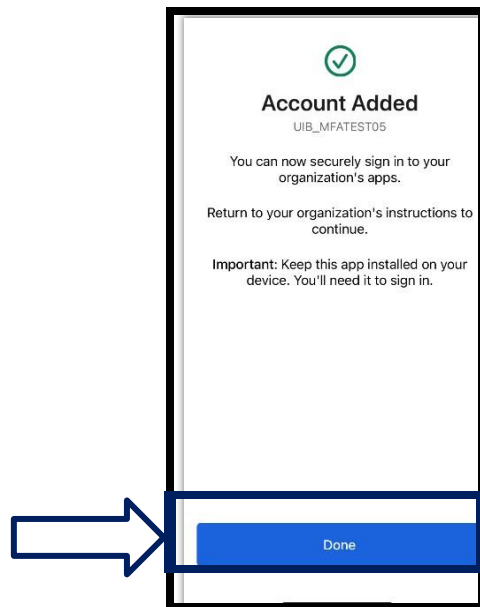 Account Added
UIB_MFATEST05
You can now securely sign in to your
organization's apps.
Return to your organization's instructions to
continue.
Important: Keep this app installed on your
device. You'll need it to sign in.
Done